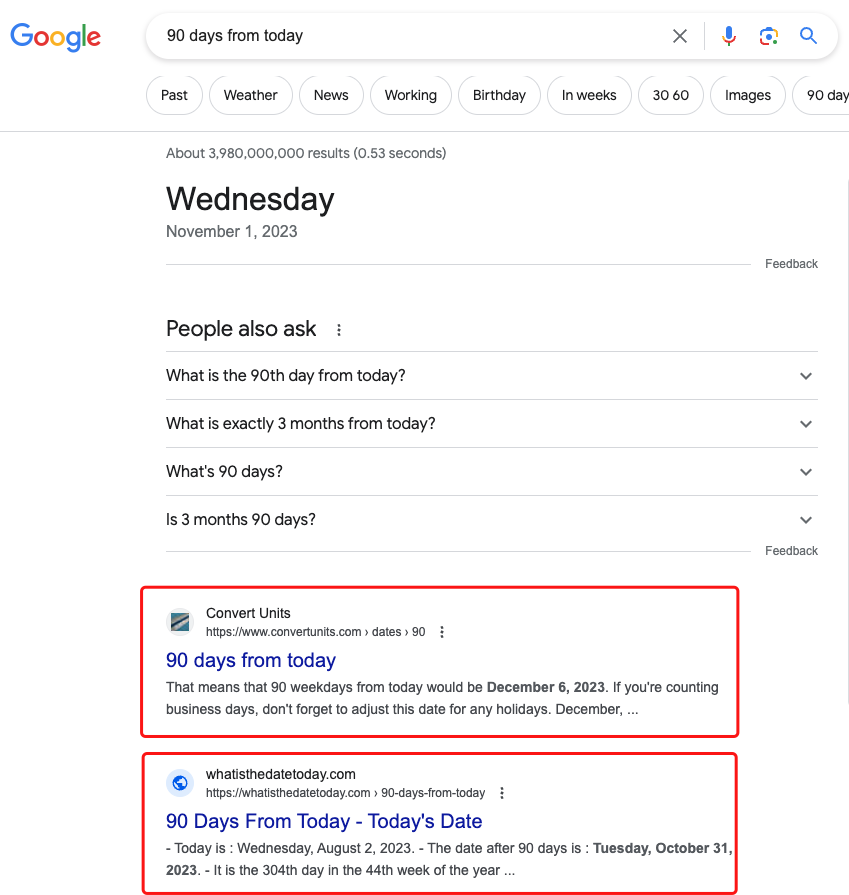 Google
90 days from today
Past Weather News Working Birthday In weeks 30 60 Images 90 day
About 3,980,000,000 results (0.53 seconds)
Wednesday
November 1, 2023
Feedback
People also ask
What is the 90th day from today?
What is exactly 3 months from today?
What's 90 days?
Is 3 months 90 days?
Feedback
Convert Units
https://www.convertunits.com › dates › 90
90 days from today
That means that 90 weekdays from today would be December 6, 2023. If you're counting
business days, don't forget to adjust this date for any holidays. December, ...
whatisthedatetoday.com
https://whatisthedatetoday.com › 90-days-from-today
90 Days From Today - Today's Date
- Today is : Wednesday, August 2, 2023. - The date after 90 days is : Tuesday, October 31,
2023. - It is the 304th day in the 44th week of the year ...